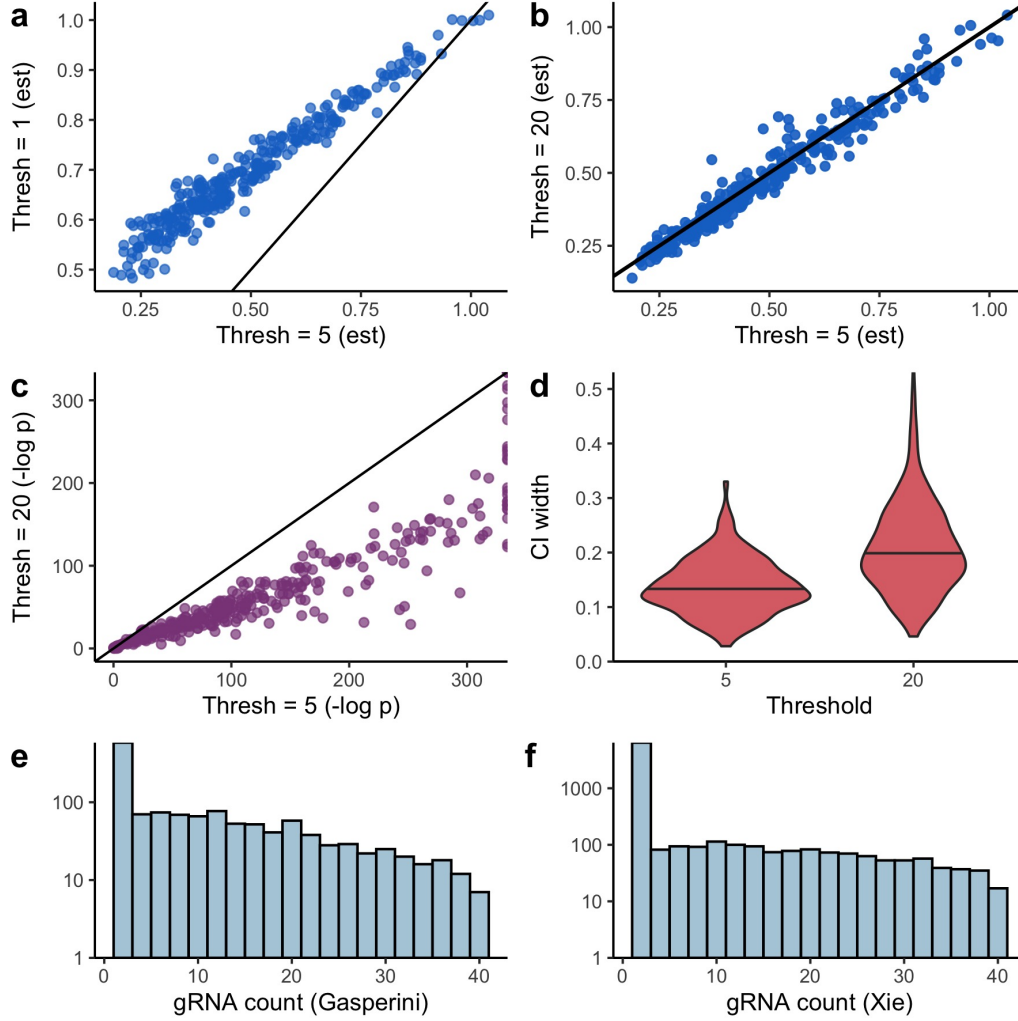 a
1.0
0.9
0.8
0.7
0.6
0.5
Thresh = 1 (est)
0.25 0.50 0.75 1.00
Thresh = 5 (est)
b
1.00
0.75
0.50
0.25
Thresh = 20 (est)
0.25 0.50 0.75 1.00
Thresh = 5 (est)
c
300
200
100
0
Thresh = 20 (-log p)
0 100 200 300
Thresh = 5 (-log p)
d
0.5
0.4
0.3
0.2
0.1
0.0
CI width
5 20
Threshold
e
100
10
1
0 10 20 30 40
gRNA count (Gasperini)
f
1000
100
10
1
0 10 20 30 40
gRNA count (Xie)